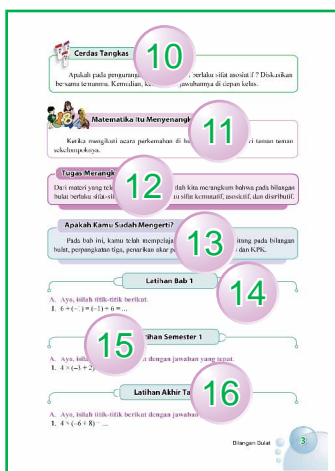 Cerdas Tangkas
10
Apakah pada pengurangan berlaku sifat asosiatif ? Diskusikan
bersama temanmu. Kemudian, jawabannya di depan kelas.
Matematika Itu Menyenangk
11
Ketika mengikuti acara perkemahan di teman teman
sekelompoknya.
Tugas Merangk
12
Dari materi yang tel kita merangkum bahwa pada bilangan
bulat berlaku sifat sifat komutatif, asosiatif, dan distributif.
Apakah Kamu Sudah Mengerti?
13
Pada bab ini, kamu telah mempelaja itung pada bilangan
bulat, perpangkatan tiga, penarikan akar dan KPK.
Latihan Bab 1
14
A. Ayo, isilah titik-titik berikut.
1. 6 + (–1) = (–1) + 6 = ...
15
tihan Semester 1
A. Ayo, isila dengan jawaban yang tepat.
1. 4 × (–3 + 2)
Latihan Akhir Ta
16
A. Ayo, isilah titik-titik berikut dengan jawaban
1. 4 × (–6 + 8) = ...
Bilangan Bulat 3